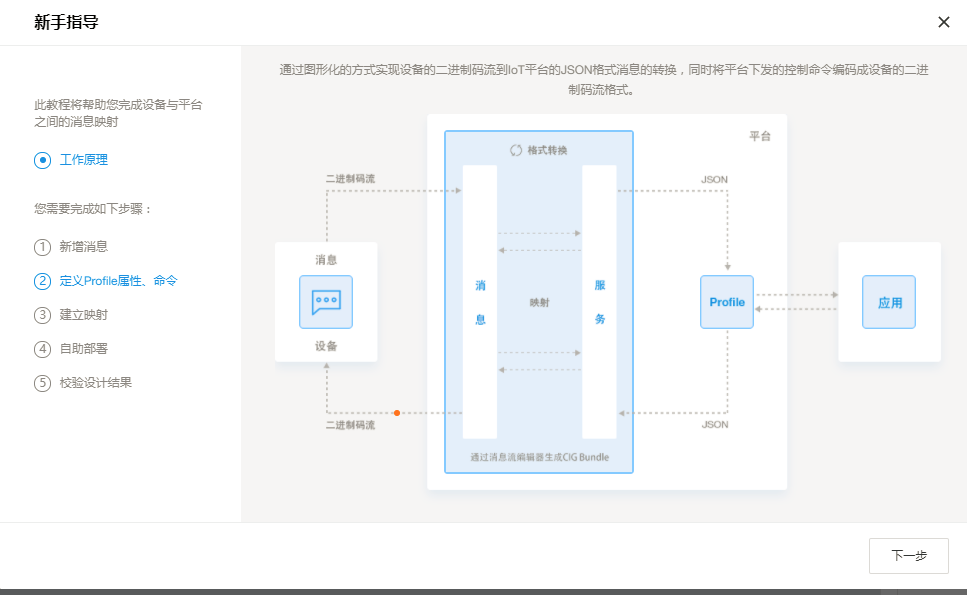 新手指导
此教程将帮助您完成设备与平台
之间的消息映射
工作原理
您需要完成如下步骤：
1 新增消息
2 定义Profile属性、命令
3 建立映射
4 自助部署
5 校验设计结果
通过图形化的方式实现设备的二进制码流到IoT平台的JSON格式消息的转换，同时将平台下发的控制命令编码成设备的二进
制码流格式。
平台
格式转换
二进制码流
JSON
消息
设备
消
息
映射
服
务
Profile
应用
二进制码流
JSON
通过消息流编辑器生成CIG Bundle
下一步